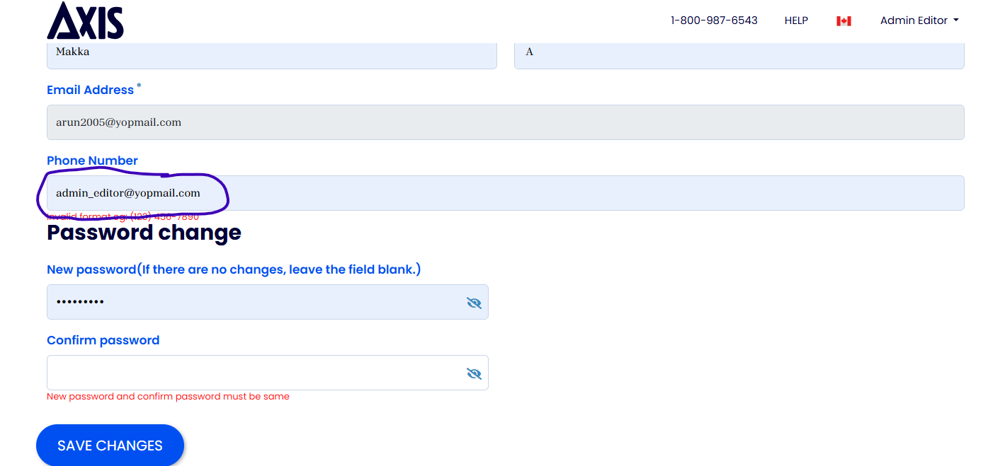 AXIS
1-800-987-6543 HELP Admin Editor
Makka A
Email Address *
arun2005@yopmail.com
Phone Number
admin_editor@yopmail.com
Invalid format eg: (123) 456-7890
Password change
New password(If there are no changes, leave the field blank.)
•••••••••
Confirm password
New password and confirm password must be same
SAVE CHANGES